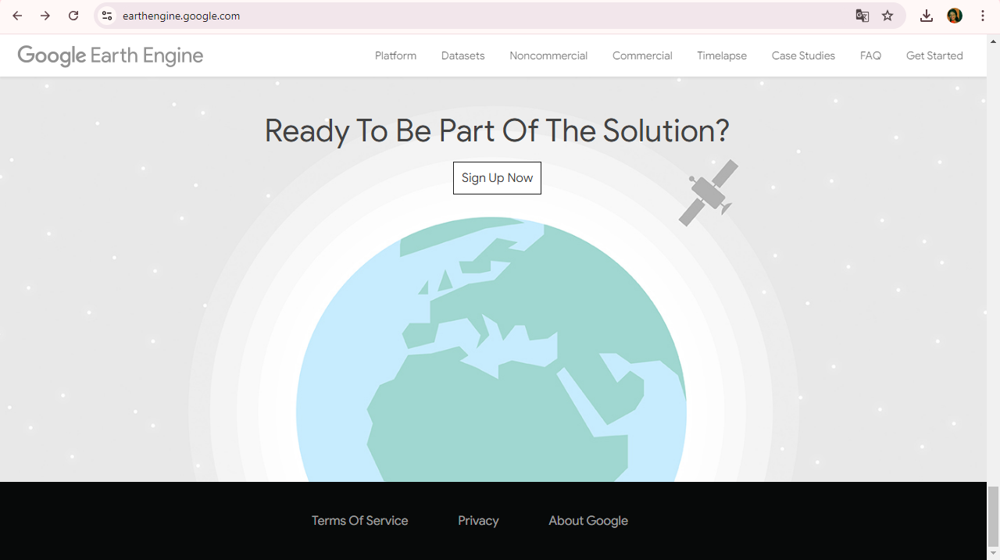 earthengine.google.com
Google Earth Engine Platform Datasets Noncommercial Commercial Timelapse Case Studies FAQ Get Started
Ready To Be Part Of The Solution?
Sign Up Now
Terms Of Service Privacy About Google